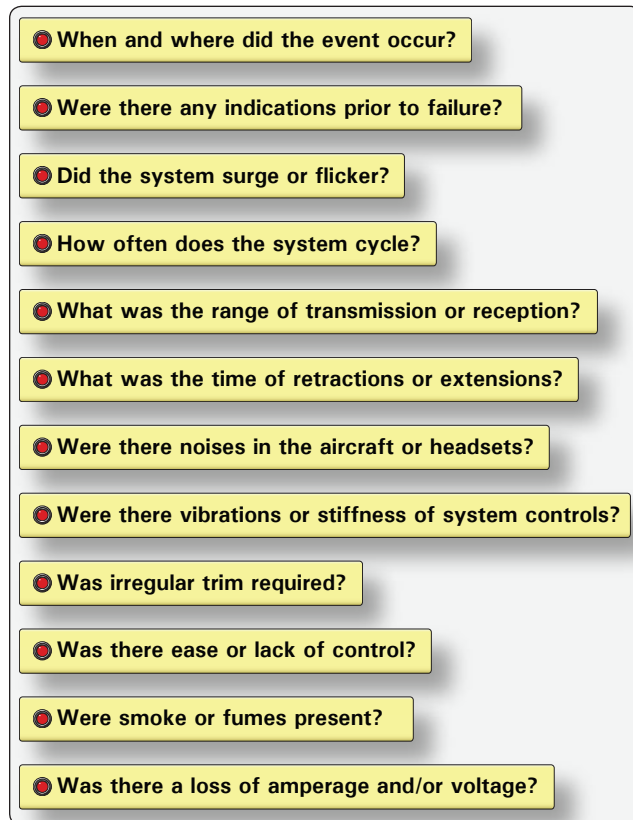 When and where did the event occur?
Were there any indications prior to failure?
Did the system surge or flicker?
How often does the system cycle?
What was the range of transmission or reception?
What was the time of retractions or extensions?
Were there noises in the aircraft or headsets?
Were there vibrations or stiffness of system controls?
Was irregular trim required?
Was there ease or lack of control?
Were smoke or fumes present?
Was there a loss of amperage and/or voltage?